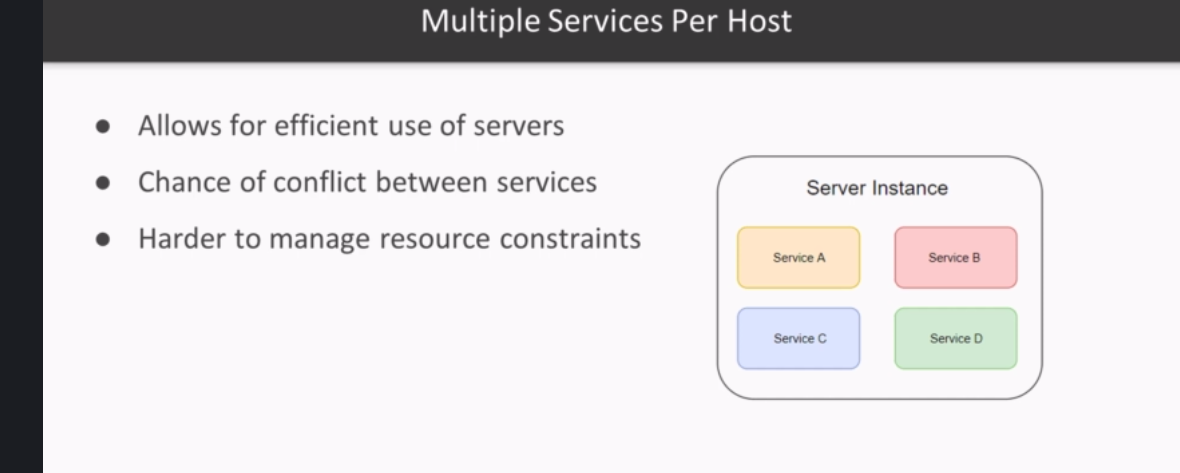 Multiple Services Per Host
● Allows for efficient use of servers
● Chance of conflict between services
● Harder to manage resource constraints
Server Instance
Service A
Service B
Service C
Service D